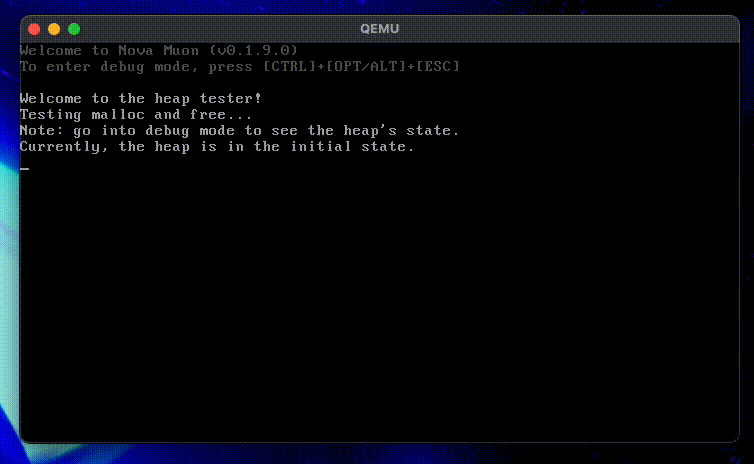 QEMU
Welcome to Nova Muon (v0.1.9.0)
To enter debug mode, press [CTRL]+[OPT/ALT]+[ESC]
Welcome to the heap tester!
Testing malloc and free...
Note: go into debug mode to see the heap's state.
Currently, the heap is in the initial state.
_